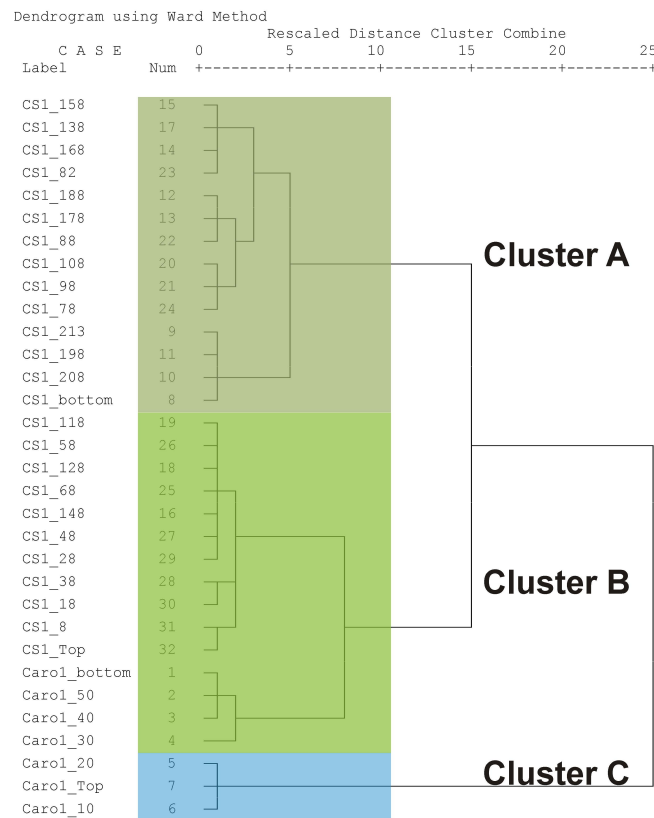 Dendrogram using Ward Method
Rescaled Distance Cluster Combine
C A S E 0 5 10 15 20 25
Label Num +---------+---------+---------+---------+---------+
CS1_158 15
CS1_138 17
CS1_168 14
CS1_82 23
CS1_188 12
CS1_178 13
CS1_88 22
Cluster A
CS1_108 20
CS1_98 21
CS1_78 24
CS1_213 9
CS1_198 11
CS1_208 10
CS1_bottom 8
CS1_118 19
CS1_58 26
CS1_128 18
CS1_68 25
CS1_148 16
CS1_48 27
CS1_28 29
CS1_38 28
Cluster B
CS1_18 30
CS1_8 31
CS1_Top 32
Caro1_bottom 1
Caro1_50 2
Caro1_40 3
Caro1_30 4
Caro1_20 5
Cluster C
Caro1_Top 7
Caro1_10 6